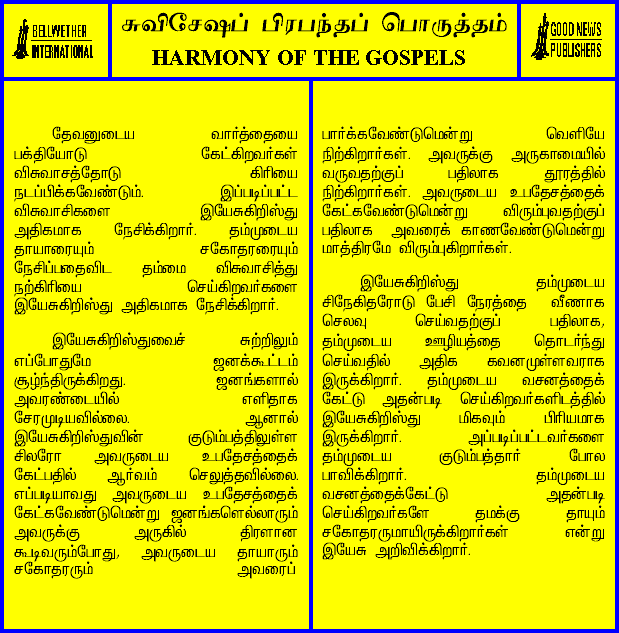 BELLWETHER
INTERNATIONAL
சுவிசேஷப் பிரபந்தப் பொருத்தம்
HARMONY OF THE GOSPELS
GOOD NEWS
PUBLISHERS
தேவனுடைய வார்த்தையை
பக்தியோடு கேட்கிறவர்கள்
விசுவாசத்தோடு கிரியை
நடப்பிக்கவேண்டும். இப்படிப்பட்ட
விசுவாசிகளை இயேசுகிறிஸ்து
அதிகமாக நேசிக்கிறார். தம்முடைய
தாயாரையும் சகோதரரையும்
நேசிப்பதைவிட தம்மை விசுவாசித்து
நற்கிரியை செய்கிறவர்களை
இயேசுகிறிஸ்து அதிகமாக நேசிக்கிறார்.
இயேசுகிறிஸ்துவைச் சுற்றிலும்
எப்போதுமே ஜனக்கூட்டம்
சூழ்ந்திருக்கிறது. ஜனங்களால்
அவரண்டையில் எளிதாக
சேரமுடியவில்லை. ஆனால்
இயேசுகிறிஸ்துவின் குடும்பத்திலுள்ள
சிலரோ அவருடைய உபதேசத்தைக்
கேட்பதில் ஆர்வம் செலுத்தவில்லை.
எப்படியாவது அவருடைய உபதேசத்தைக்
கேட்கவேண்டுமென்று ஜனங்களெல்லாரும்
அவருக்கு அருகில் திரளான
கூடிவரும்போது, அவருடைய தாயாரும்
சகோதரரும் அவரைப்
பார்க்கவேண்டுமென்று வெளியே
நிற்கிறார்கள். அவருக்கு அருகாமையில்
வருவதற்குப் பதிலாக தூரத்தில்
நிற்கிறார்கள். அவருடைய உபதேசத்தைக்
கேட்கவேண்டுமென்று விரும்புவதற்குப்
பதிலாக அவரைக் காணவேண்டுமென்று
மாத்திரமே விரும்புகிறார்கள்.
இயேசுகிறிஸ்து தம்முடைய
சிநேகிதரோடு பேசி நேரத்தை வீணாக
செலவு செய்வதற்குப் பதிலாக,
தம்முடைய ஊழியத்தை தொடர்ந்து
செய்வதில் அதிக கவனமுள்ளவராக
இருக்கிறார். தம்முடைய வசனத்தைக்
கேட்டு அதன்படி செய்கிறவர்களிடத்தில்
இயேசுகிறிஸ்து மிகவும் பிரியமாக
இருக்கிறார். அப்படிப்பட்டவர்களை
தம்முடைய குடும்பத்தார் போல
பாவிக்கிறார். தம்முடைய
வசனத்தைக்கேட்டு அதன்படி
செய்கிறவர்களே தமக்கு தாயும்
சகோதரருமாயிருக்கிறார்கள் என்று
இயேசு அறிவிக்கிறார்.